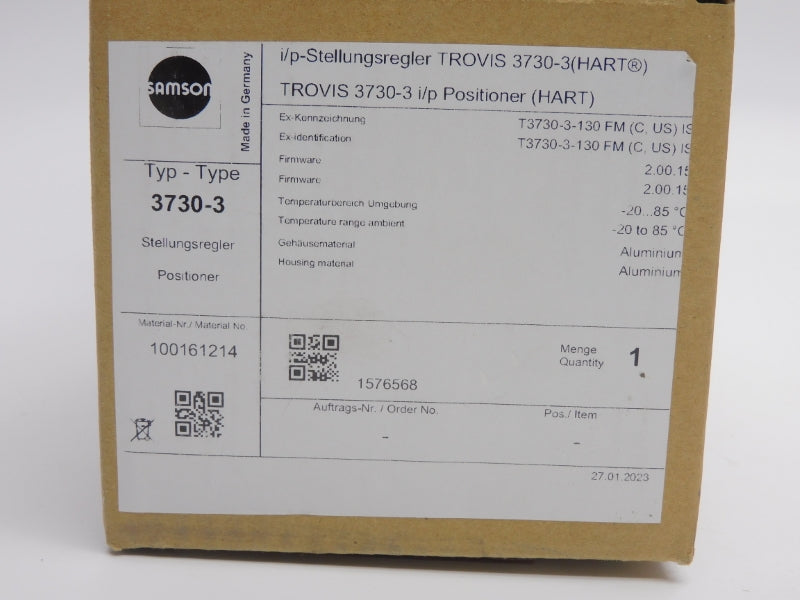 SAMSON
Made in Germany
i/p-Stellungsregler TROVIS 3730-3(HART®)
TROVIS 3730-3 i/p Positioner (HART)
Typ - Type
3730-3
Stellungsregler
Positioner
Ex-Kennzeichnung T3730-3-130 FM (C, US) IS
Ex-identification T3730-3-130 FM (C, US) IS
Firmware 2.00.15
Firmware 2.00.15
Temperaturbereich Umgebung -20...85 °C
Temperature range ambient -20 to 85 °C
Gehäusematerial Aluminium
Housing material Aluminium
Material-Nr./ Material No.
100161214
1576568
Menge
Quantity 1
Auftrags-Nr. / Order No. Pos./ Item
- -
27.01.2023